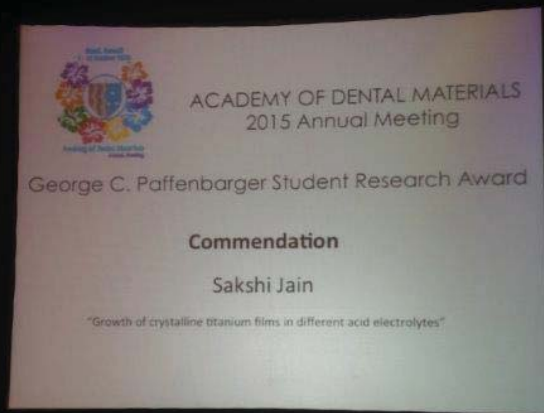 ACADEMY OF DENTAL MATERIALS
2015 Annual Meeting
George C. Paffenbarger Student Research Award
Commendation
Sakshi Jain
"Growth of crystalline titanium films in different acid electrolytes"